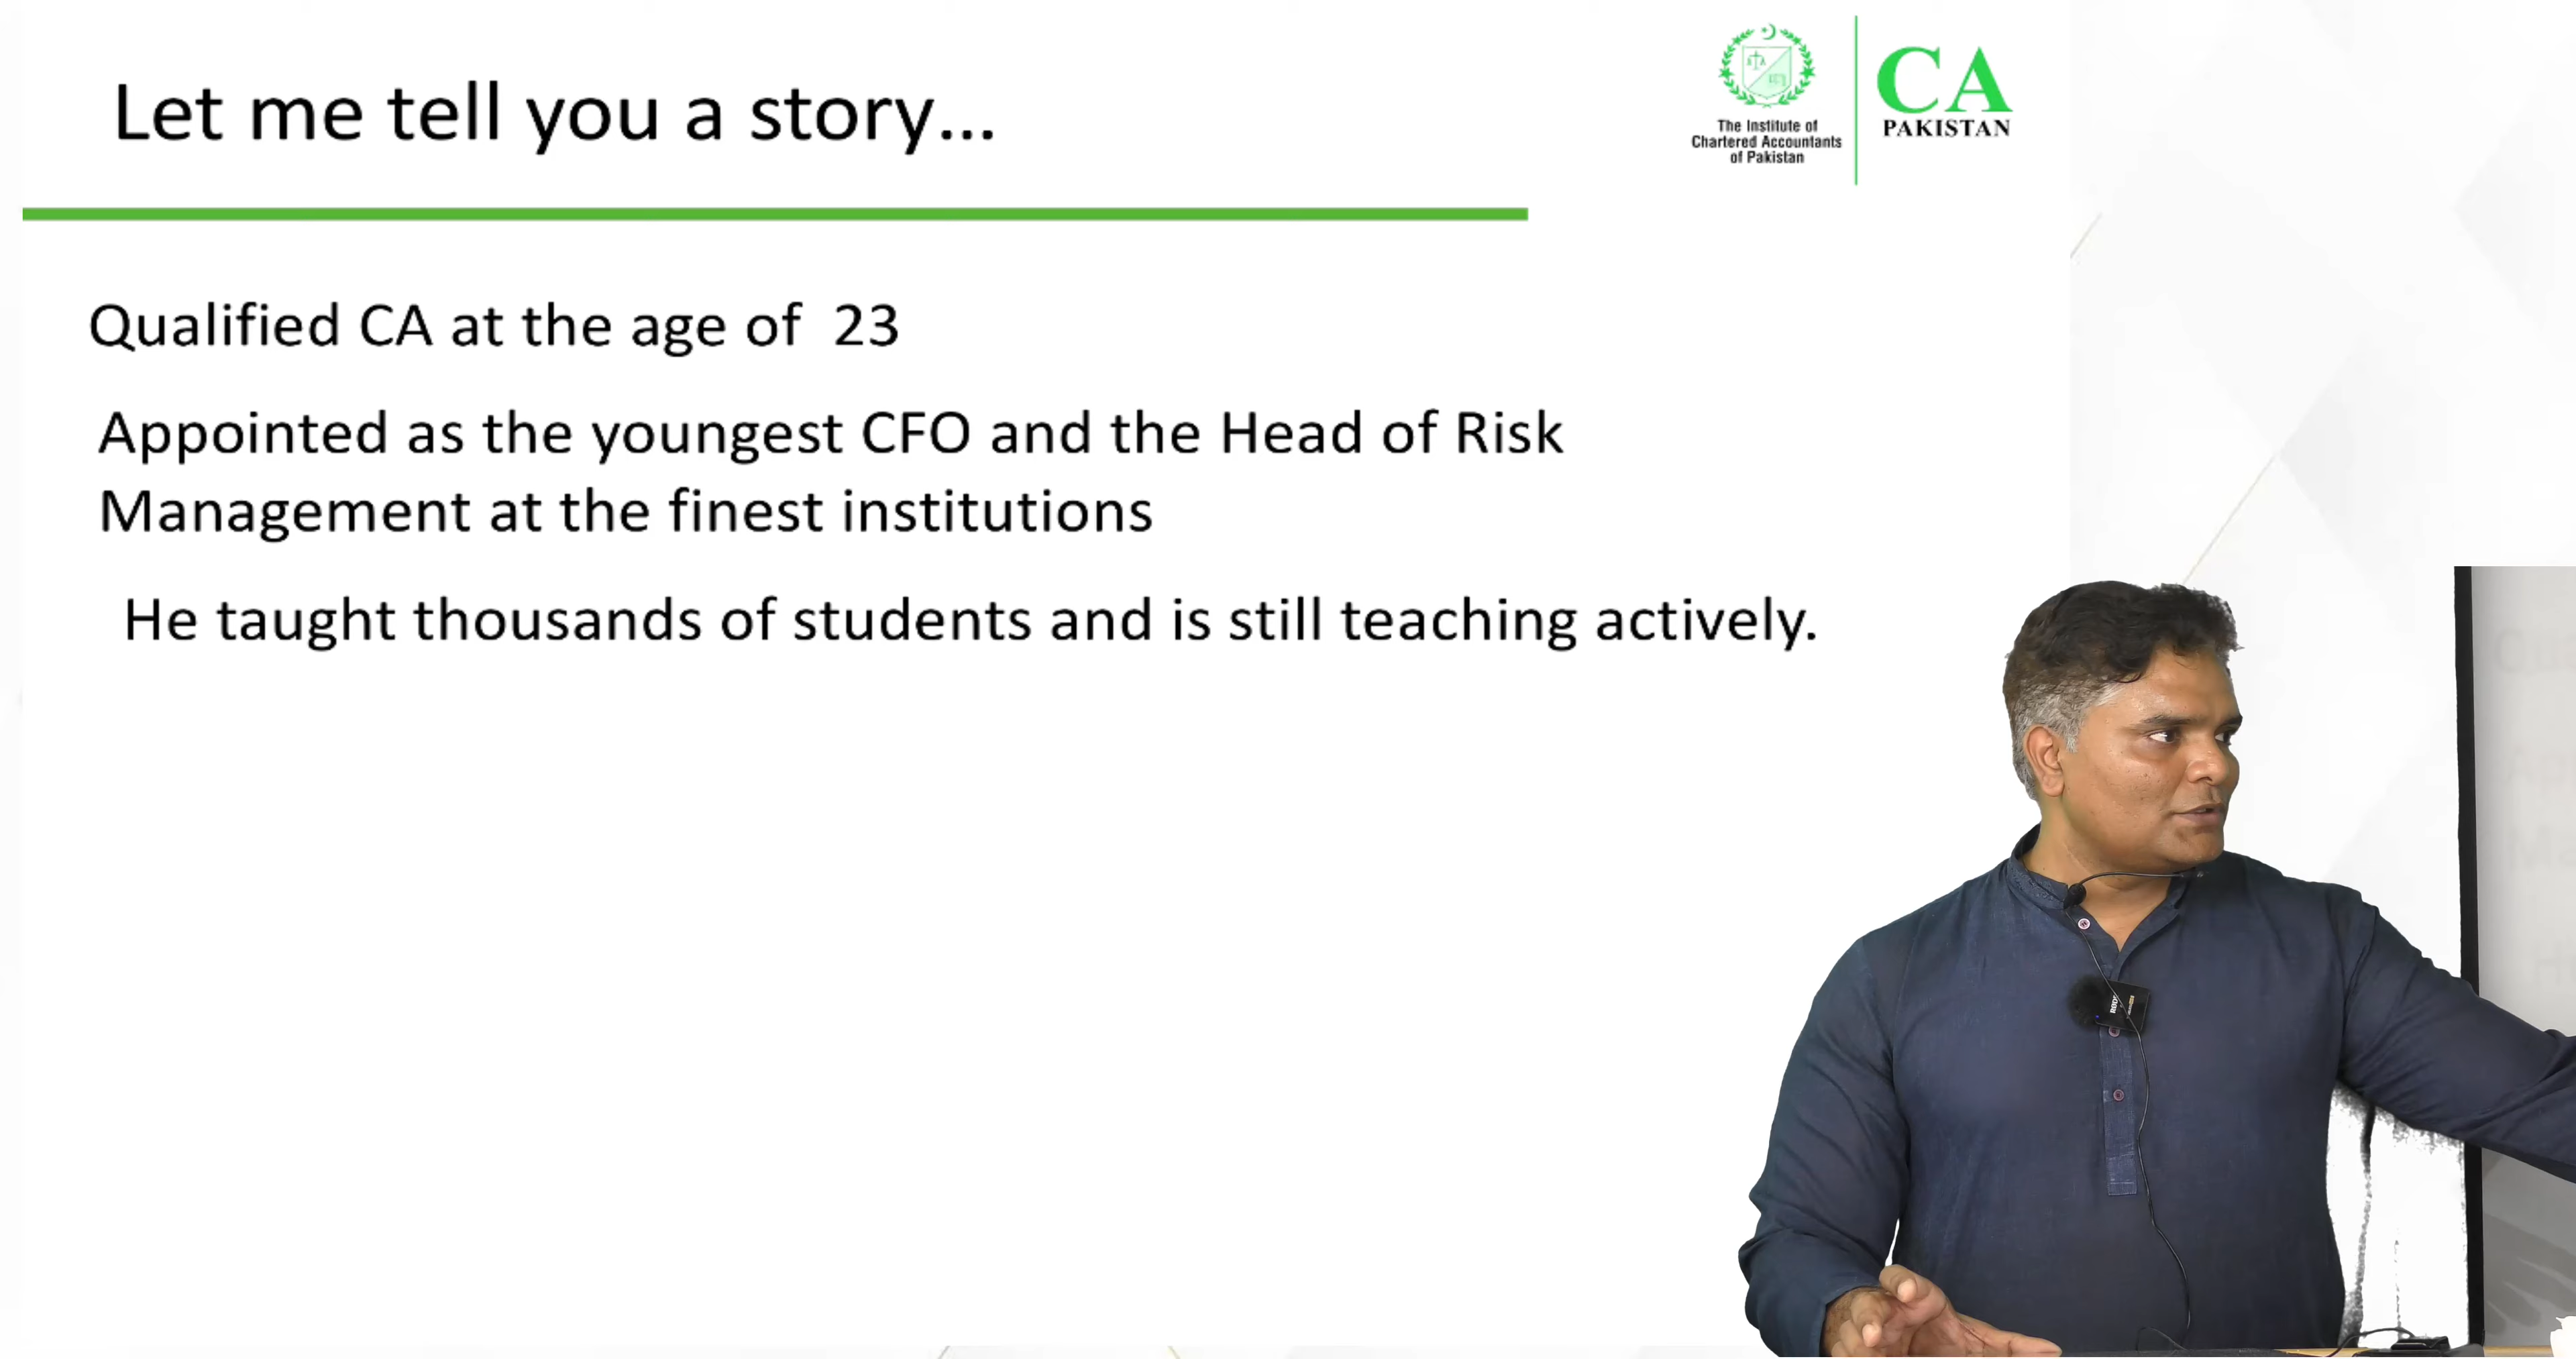 Let me tell you a story...
The Institute of
Chartered Accountants
of Pakistan
CA
PAKISTAN
Qualified CA at the age of 23
Appointed as the youngest CFO and the Head of Risk
Management at the finest institutions
He taught thousands of students and is still teaching actively.